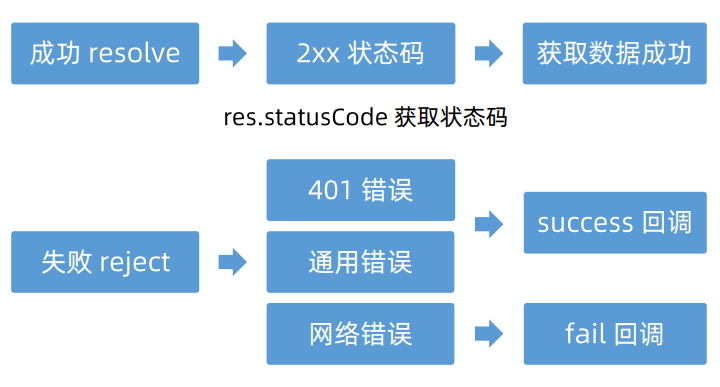 成功 resolve
2xx 状态码
获取数据成功
res.statusCode 获取状态码
401 错误
success 回调
失败 reject
通用错误
网络错误
fail 回调